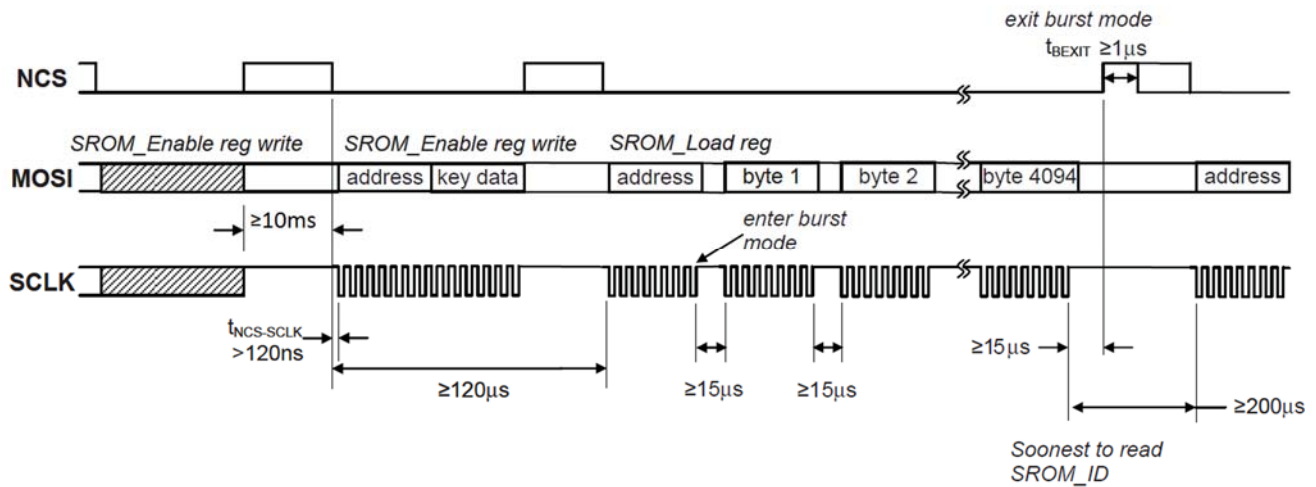 exit burst mode
tBEXIT ≥1μs
NCS
SROM_Enable reg write SROM_Enable reg write SROM_Load reg
MOSI address key data address byte 1 byte 2 byte 4094 address
≥10ms
enter burst
mode
SCLK
tNCS-SCLK
>120ns
≥120μs
≥15μs
≥15μs
≥15μs
≥200μs
Soonest to read
SROM_ID